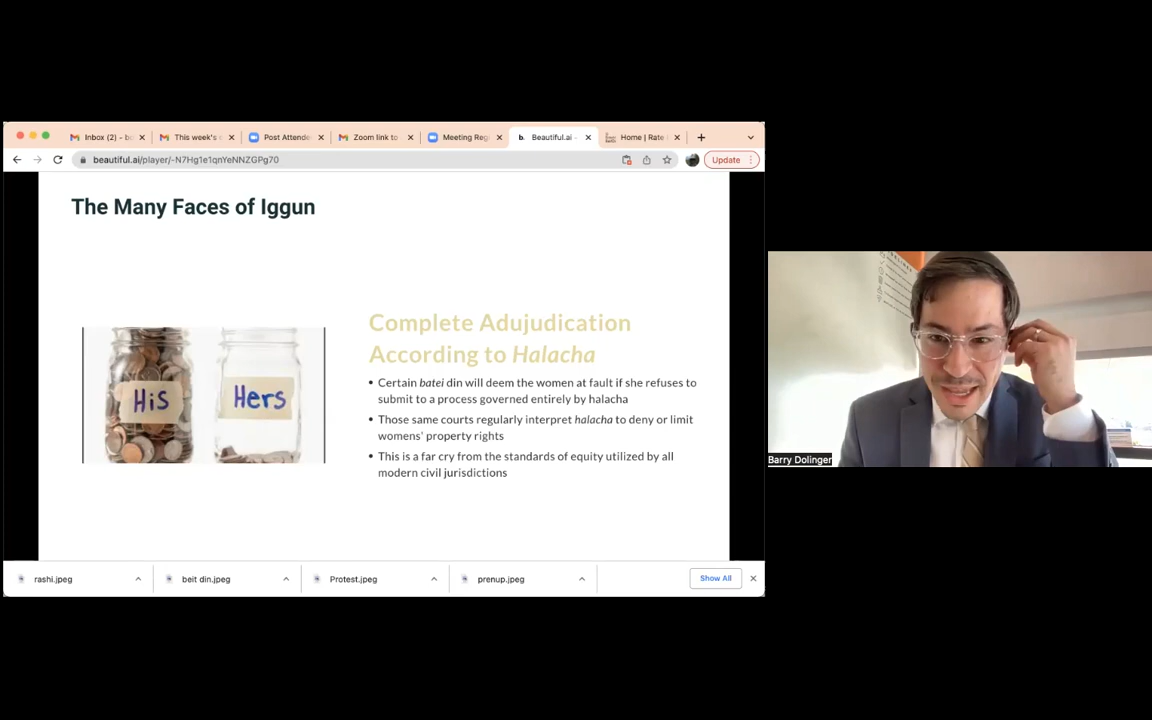 Inbox (2) - bo
This week's
Post Attende
Zoom link to
Meeting Reg
b. Beautiful.ai -
Home | Rate
beautiful.ai/player/-N7Hg1e1qnYeNNZGPg70
Update
The Many Faces of Iggun
His
Hers
Complete Adujudication
According to Halacha
• Certain batei din will deem the women at fault if she refuses to
submit to a process governed entirely by halacha
• Those same courts regularly interpret halacha to deny or limit
womens' property rights
• This is a far cry from the standards of equity utilized by all
modern civil jurisdictions
Barry Dolinger
rashi.jpeg
beit din.jpeg
Protest.jpeg
prenup.jpeg
Show All